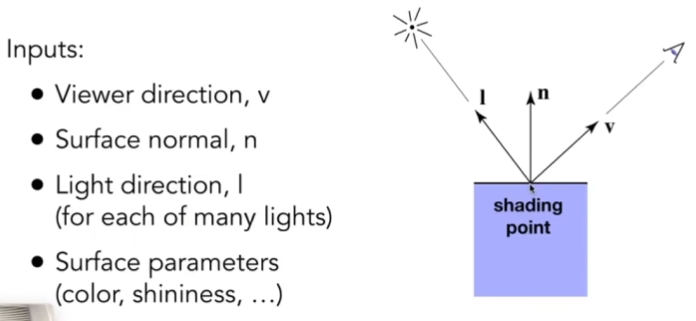 Inputs:
● Viewer direction, v
● Surface normal, n
● Light direction, l
(for each of many lights)
● Surface parameters
(color, shininess, …)
l
n
v
shading
point